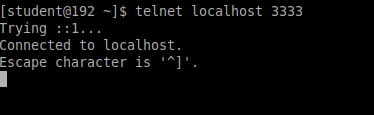 [student@192 ~]$ telnet localhost 3333
Trying ::1...
Connected to localhost.
Escape character is '^]'.